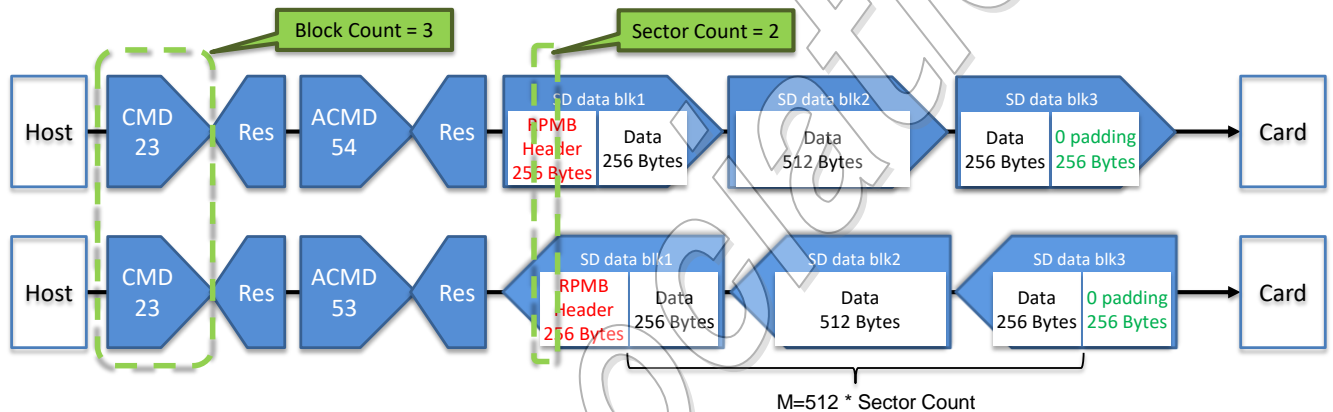 Block Count = 3
Sector Count = 2
Host
CMD
23
Res
ACMD
54
Res
SD data blk1
RPMB
Header
256 Bytes
Data
256 Bytes
SD data blk2
Data
512 Bytes
SD data blk3
Data
256 Bytes
0 padding
256 Bytes
Card
Host
CMD
23
Res
ACMD
53
Res
SD data blk1
RPMB
Header
256 Bytes
Data
256 Bytes
SD data blk2
Data
512 Bytes
SD data blk3
Data
256 Bytes
0 padding
256 Bytes
Card
M=512 * Sector Count